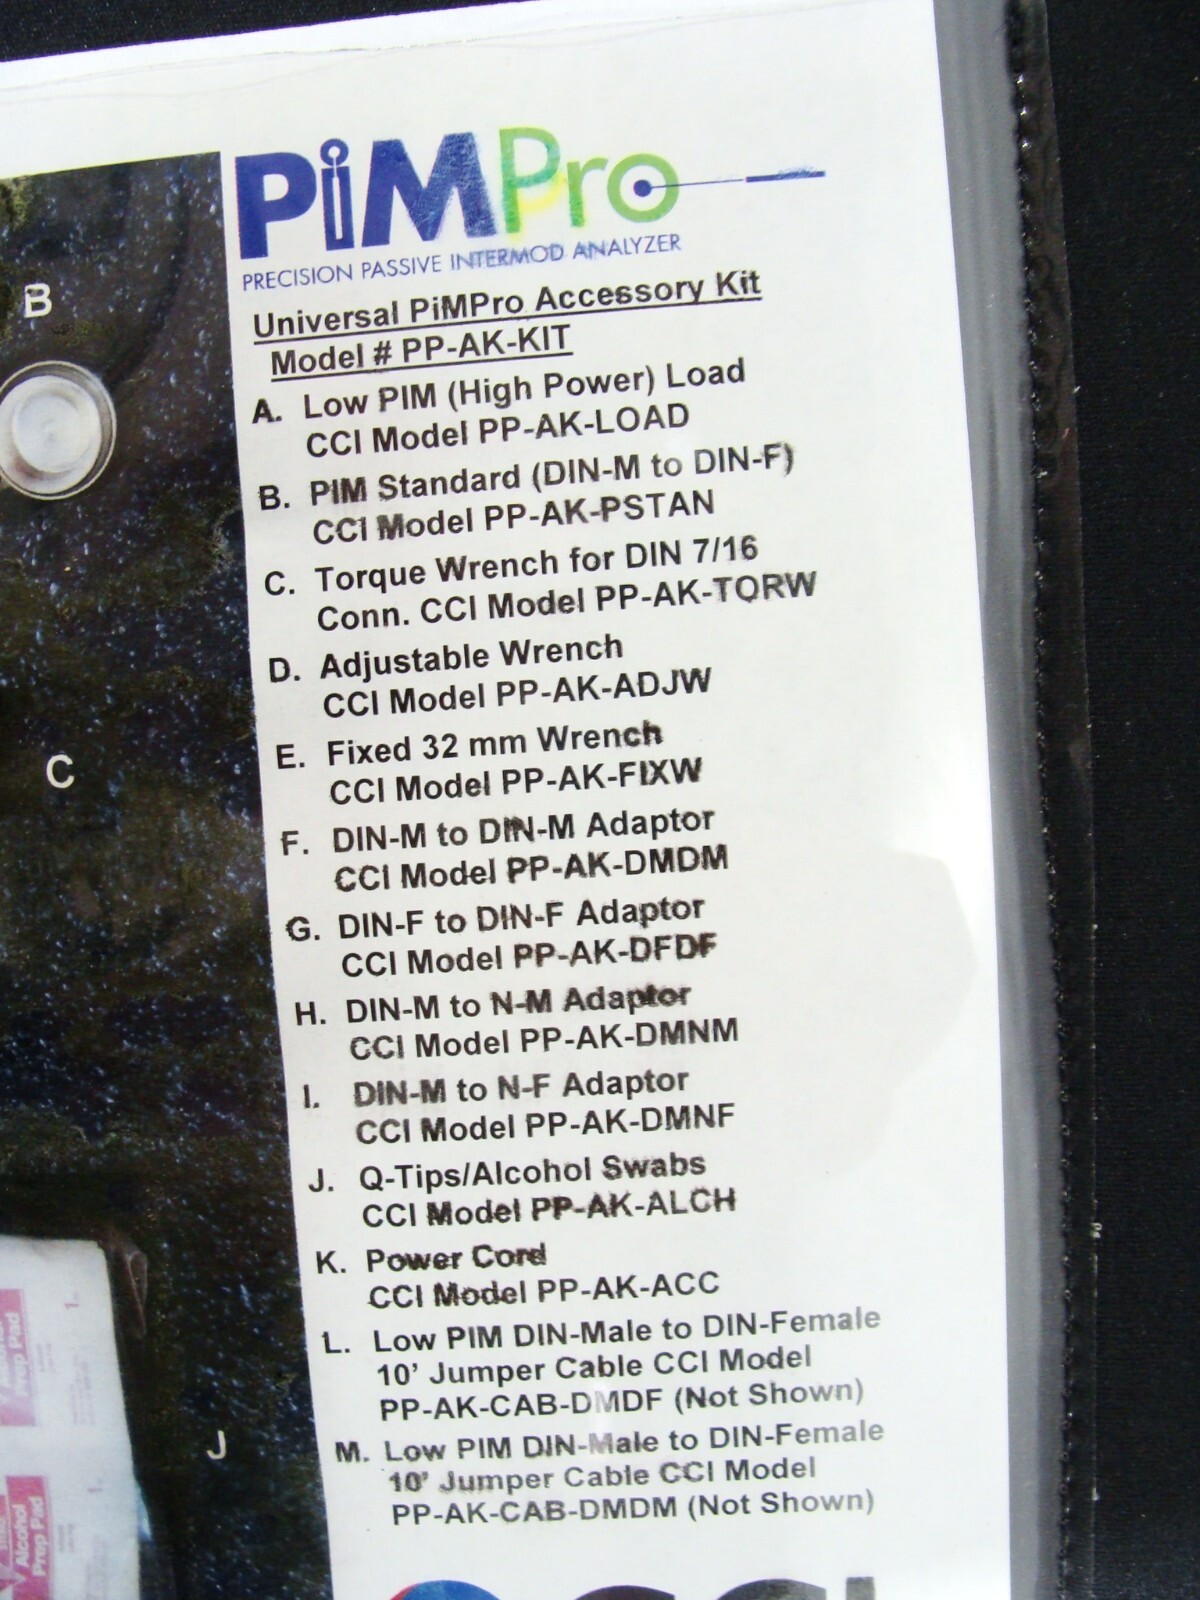 PiMPro
PRECISION PASSIVE INTERMOD ANALYZER
Universal PiMPro Accessory Kit
Model # PP-AK-KIT
A. Low PIM (High Power) Load
CCI Model PP-AK-LOAD
B. PIM Standard (DIN-M to DIN-F)
CCI Model PP-AK-PSTAN
C. Torque Wrench for DIN 7/16
Conn. CCI Model PP-AK-TORW
D. Adjustable Wrench
CCI Model PP-AK-ADJW
E. Fixed 32 mm Wrench
CCI Model PP-AK-FIXW
F. DIN-M to DIN-M Adaptor
CCI Model PP-AK-DMDM
G. DIN-F to DIN-F Adaptor
CCI Model PP-AK-DFDF
H. DIN-M to N-M Adaptor
CCI Model PP-AK-DMNM
I. DIN-M to N-F Adaptor
CCI Model PP-AK-DMNF
J. Q-Tips/Alcohol Swabs
CCI Model PP-AK-ALCH
K. Power Cord
CCI Model PP-AK-ACC
L. Low PIM DIN-Male to DIN-Female
10' Jumper Cable CCI Model
PP-AK-CAB-DMDF (Not Shown)
M. Low PIM DIN-Male to DIN-Female
10' Jumper Cable CCI Model
PP-AK-CAB-DMDM (Not Shown)
B
C
J
Prep Pad
Alcohol
Prep Pad